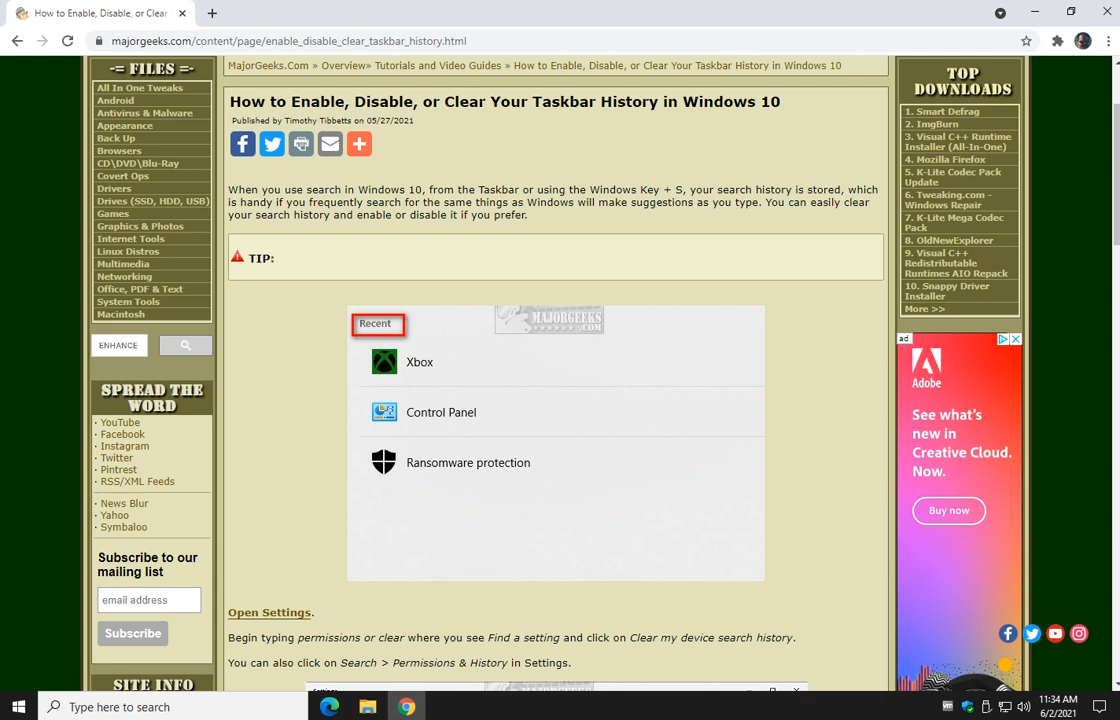 How to Enable, Disable, or Clear
majorgeeks.com/content/page/enable_disable_clear_taskbar_history.html
-= FILES =-
All In One Tweaks
Android
Antivirus & Malware
Appearance
Back Up
Browsers
CD\DVD\Blu-Ray
Covert Ops
Drivers
Drives (SSD, HDD, USB)
Games
Graphics & Photos
Internet Tools
Linux Distros
Multimedia
Networking
Office, PDF & Text
System Tools
Macintosh
ENHANCE
SPREAD THE
WORD
· YouTube
· Facebook
· Instagram
· Twitter
· Pintrest
· RSS/XML Feeds
· News Blur
· Yahoo
· Symbaloo
Subscribe to our
mailing list
email address
Subscribe
SITE INFO
MajorGeeks.Com » Overview» Tutorials and Video Guides » How to Enable, Disable, or Clear Your Taskbar History in Windows 10
How to Enable, Disable, or Clear Your Taskbar History in Windows 10
Published by Timothy Tibbetts on 05/27/2021
When you use search in Windows 10, from the Taskbar or using the Windows Key + S, your search history is stored, which
is handy if you frequently search for the same things as Windows will make suggestions as you type. You can easily clear
your search history and enable or disable it if you prefer.
TIP:
Recent
MAJORGEEKS
.COM
Xbox
Control Panel
Ransomware protection
Open Settings.
Begin typing permissions or clear where you see Find a setting and click on Clear my device search history.
You can also click on Search > Permissions & History in Settings.
Settings
MAJORGEEKS
TOP
DOWNLOADS
1. Smart Defrag
2. ImgBurn
3. Visual C++ Runtime
Installer (All-In-One)
4. Mozilla Firefox
5. K-Lite Codec Pack
Update
6. Tweaking.com -
Windows Repair
7. K-Lite Mega Codec
Pack
8. OldNewExplorer
9. Visual C++
Redistributable
Runtimes AIO Repack
10. Snappy Driver
Installer
More >>
ad
Adobe
See what's
new in
Creative Cloud.
Now.
Buy now
Type here to search
11:34 AM
6/2/2021